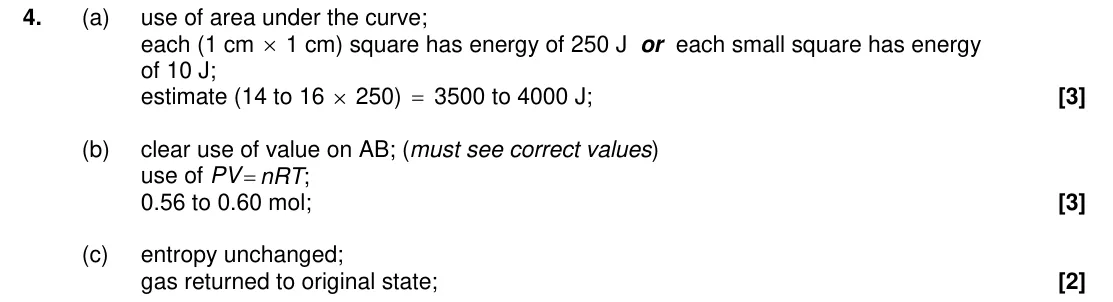 4. (a) use of area under the curve;
each (1 cm × 1 cm) square has energy of 250 J or each small square has energy
of 10 J;
estimate (14 to 16 × 250) = 3500 to 4000 J; [3]
(b) clear use of value on AB; (must see correct values)
use of PV = nRT;
0.56 to 0.60 mol; [3]
(c) entropy unchanged;
gas returned to original state; [2]